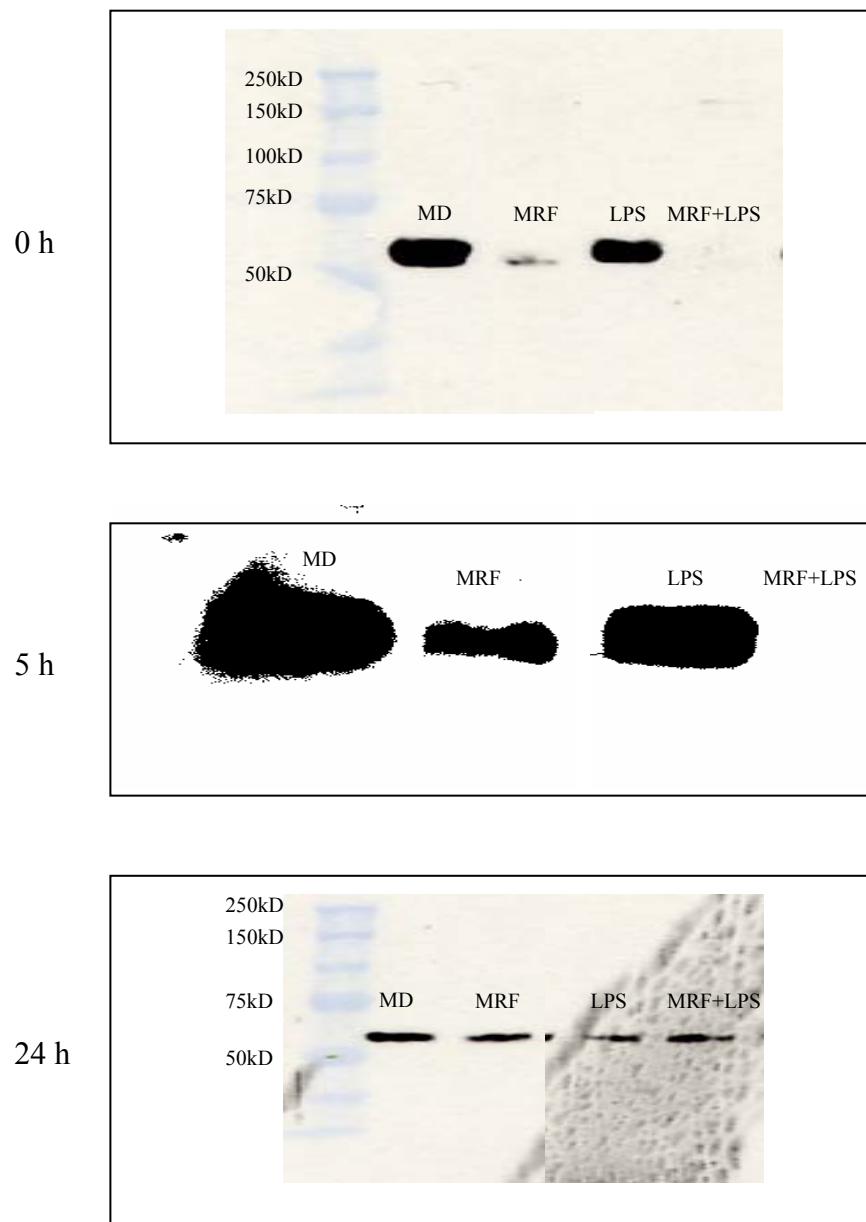 250kD
150kD
100kD
75kD
MD MRF LPS MRF+LPS
0 h
50kD
MD
MRF LPS MRF+LPS
5 h
250kD
150kD
75kD MD MRF LPS MRF+LPS
24 h
50kD